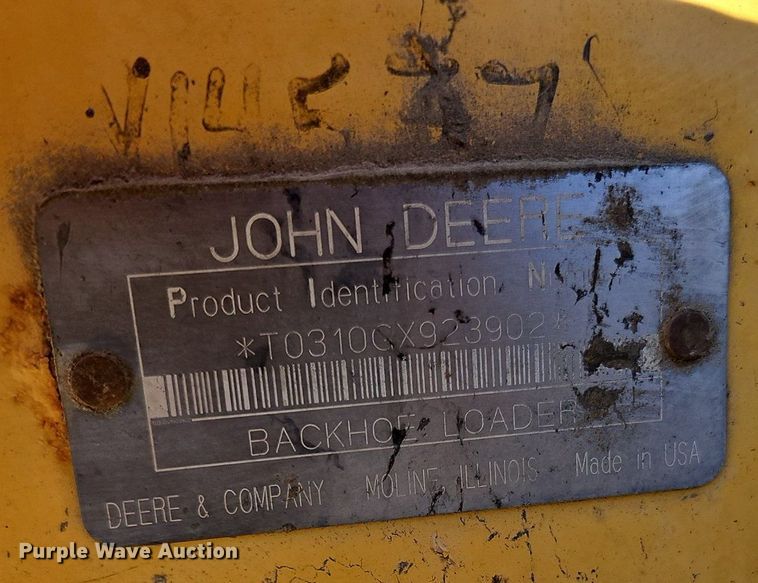 JOHN DEERE
Product Identification
*T0310GX923902*
BACKHOE LOADER
DEERE & COMPANY MOLINE, ILLINOIS Made in USA
Purple Wave Auction